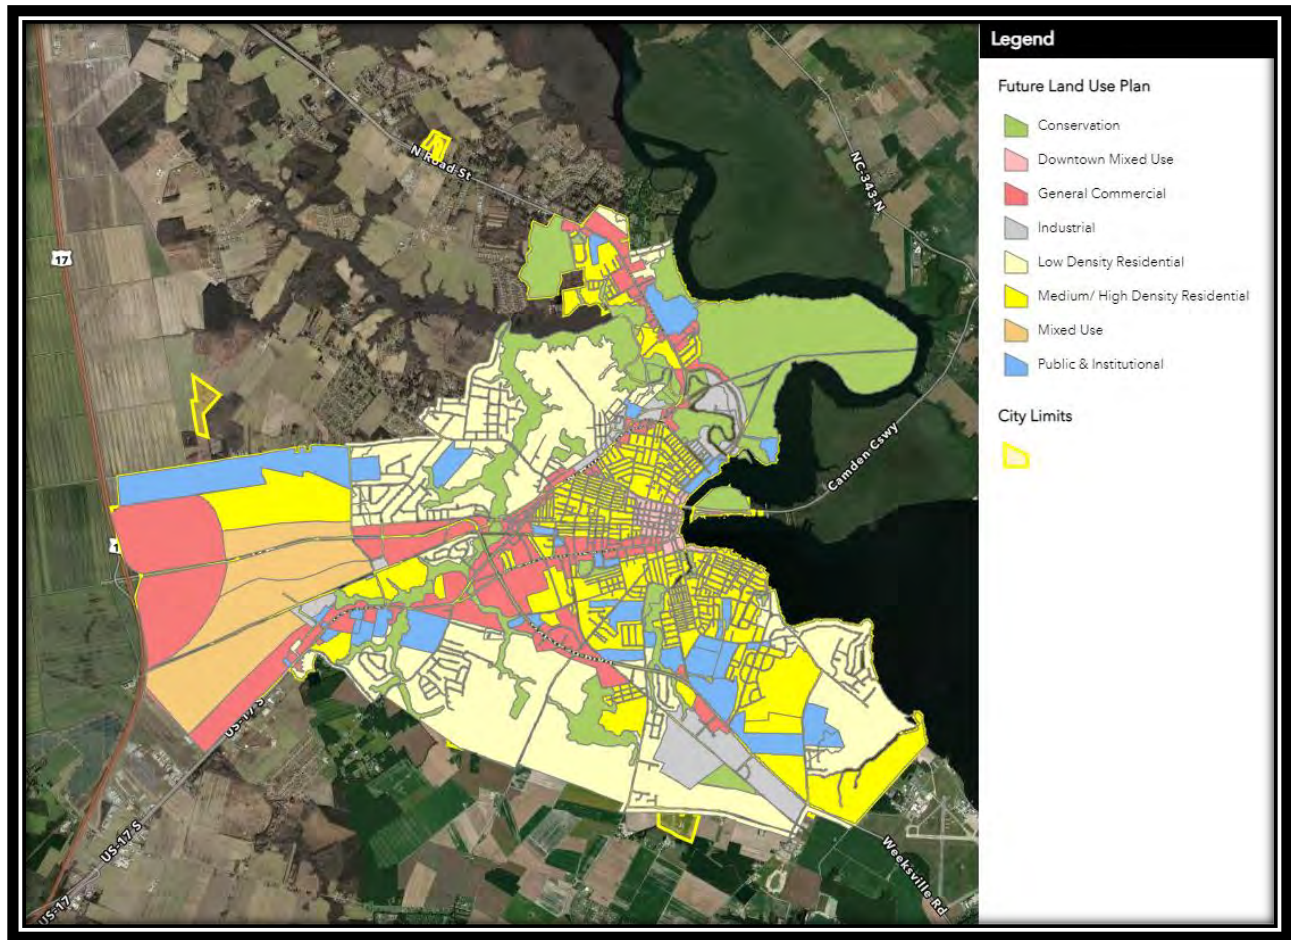 Legend
Future Land Use Plan
Conservation
Downtown Mixed Use
General Commercial
Industrial
Low Density Residential
Medium/ High Density Residential
Mixed Use
Public & Institutional
City Limits
N Road St
NC-343-N
17
Camden Cswy
US-17 S
US-17 S
US-17
Weeksville Rd